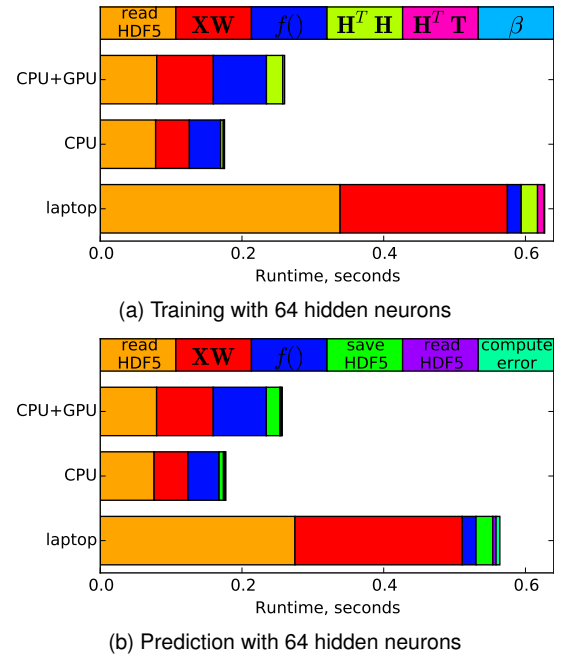 read HDF5 XW f() H^T H H^T T β
CPU+GPU
CPU
laptop
0.0 0.2 0.4 0.6
Runtime, seconds
(a) Training with 64 hidden neurons
read HDF5 XW f() save HDF5 read HDF5 compute error
CPU+GPU
CPU
laptop
0.0 0.2 0.4 0.6
Runtime, seconds
(b) Prediction with 64 hidden neurons